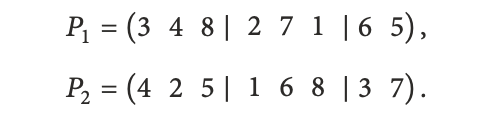 P₁ = (3 4 8 | 2 7 1 | 6 5),
P₂ = (4 2 5 | 1 6 8 | 3 7).